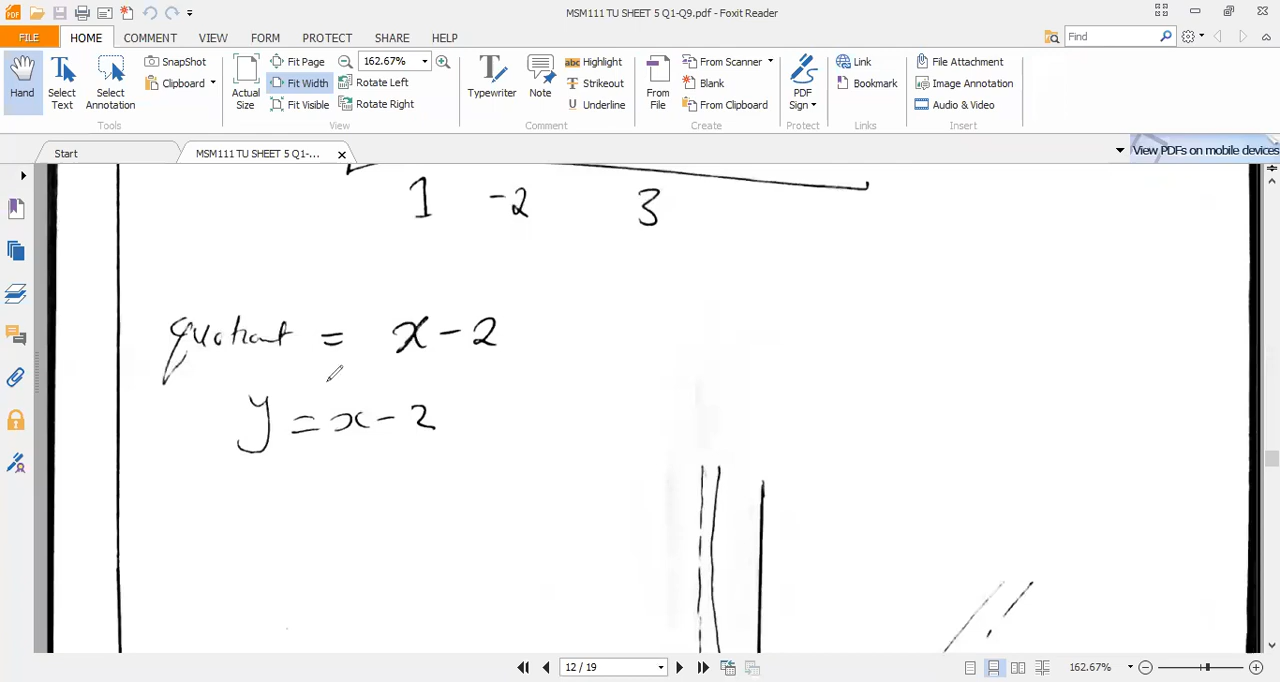 MSM111 TU SHEET 5 Q1-Q9.pdf - Foxit Reader
FILE HOME COMMENT VIEW FORM PROTECT SHARE HELP Find
Hand Select Text Select Annotation SnapShot Clipboard Actual Size Fit Page Fit Width Fit Visible 162.67% Rotate Left Rotate Right Typewriter Note Highlight Strikeout Underline From File From Scanner Blank From Clipboard PDF Sign Link Bookmark File Attachment Image Annotation Audio & Video
Tools View Comment Create Protect Links Insert
Start MSM111 TU SHEET 5 Q1-... View PDFs on mobile devices
1 -2 3
quotient = x - 2
y = x - 2
12 / 19 162.67%